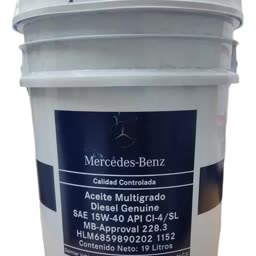 Mercedes-Benz
Calidad Controlada
Aceite Multigrado
Diesel Genuine
SAE 15W-40 API CI-4/SL
MB-Approval 228.3
HLM6859890202 1152
Contenido Neto: 19 Litros